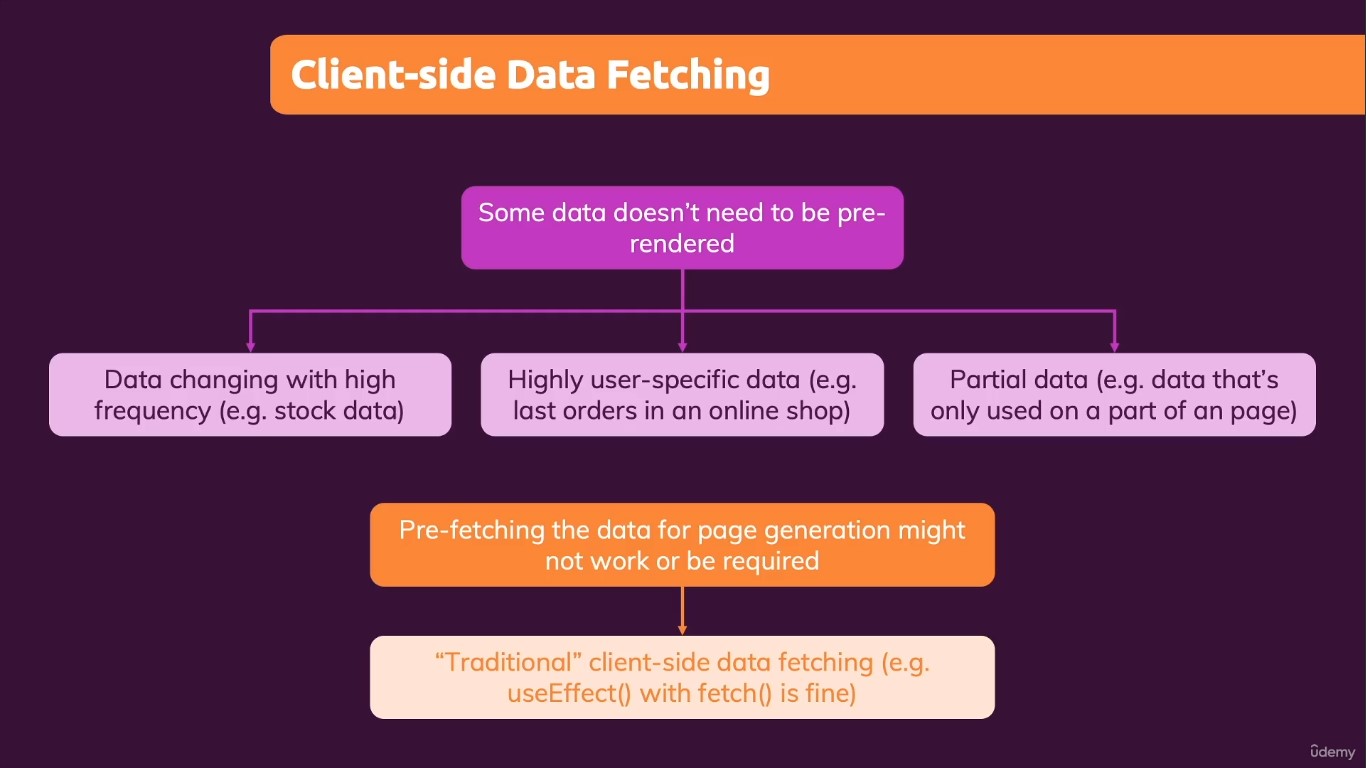 Client-side Data Fetching
Some data doesn’t need to be pre-
rendered
Data changing with high
frequency (e.g. stock data)
Highly user-specific data (e.g.
last orders in an online shop)
Partial data (e.g. data that’s
only used on a part of an page)
Pre-fetching the data for page generation might
not work or be required
“Traditional” client-side data fetching (e.g.
useEffect() with fetch() is fine)
ûdemy